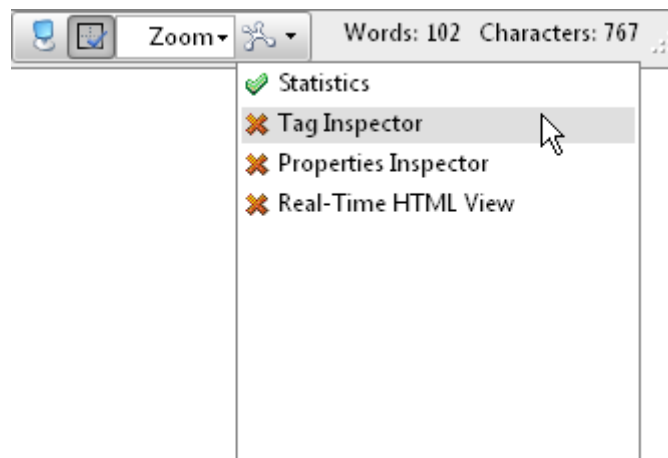 Zoom Words: 102 Characters: 767
Statistics
Tag Inspector
Properties Inspector
Real-Time HTML View